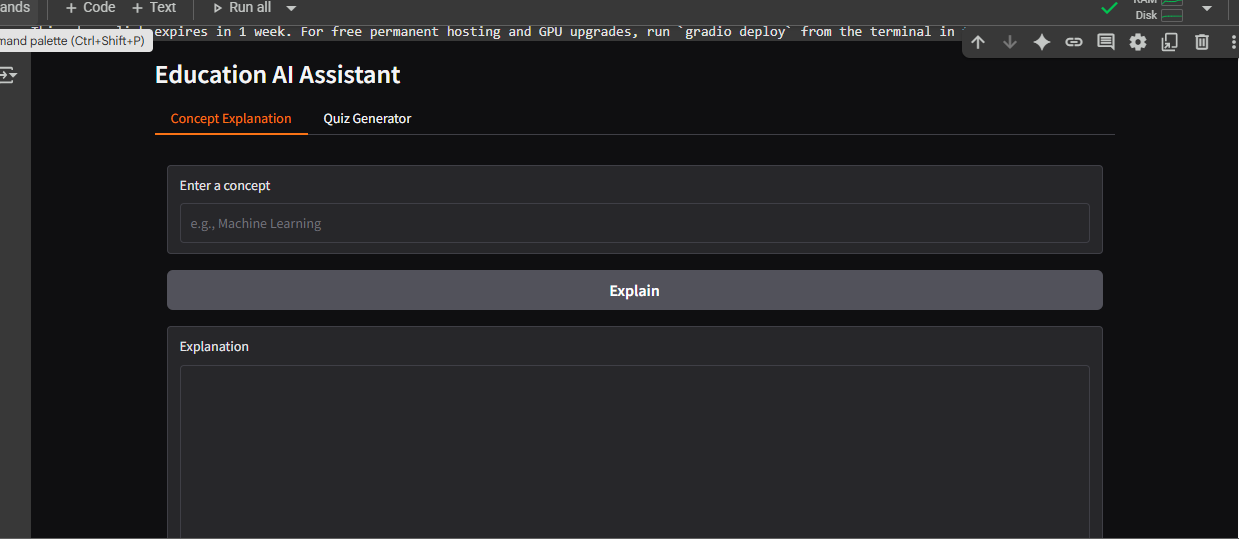 ands + Code + Text Run all
RAM
Disk
mand palette (Ctrl+Shift+P)
expires in 1 week. For free permanent hosting and GPU upgrades, run `gradio deploy` from the terminal in
Education AI Assistant
Concept Explanation Quiz Generator
Enter a concept
e.g., Machine Learning
Explain
Explanation